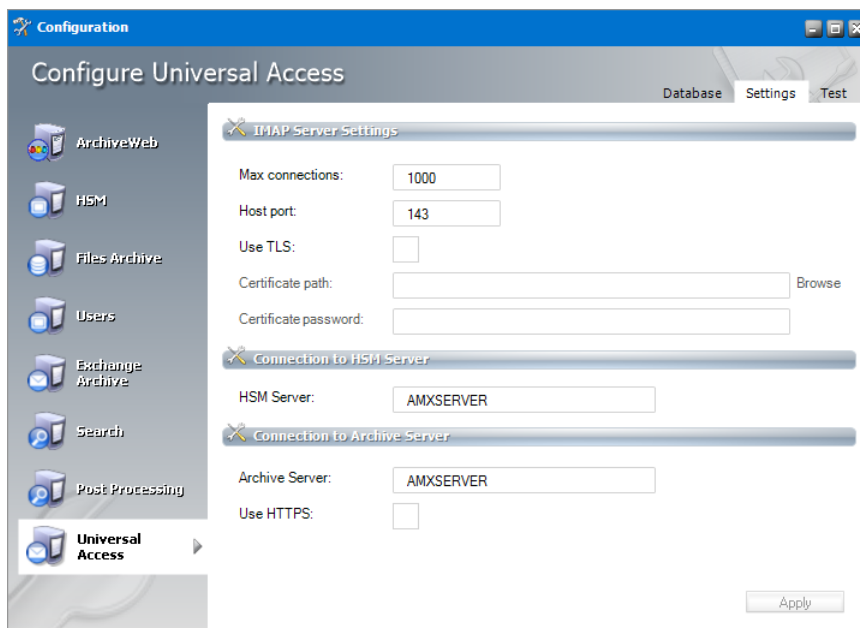 Configuration
Configure Universal Access
Database Settings Test
ArchiveWeb
HSM
Files Archive
Users
Exchange
Archive
Search
Post Processing
Universal
Access
IMAP Server Settings
Max connections: 1000
Host port: 143
Use TLS:
Certificate path: Browse
Certificate password:
Connection to HSM Server
HSM Server: AMXSERVER
Connection to Archive Server
Archive Server: AMXSERVER
Use HTTPS:
Apply